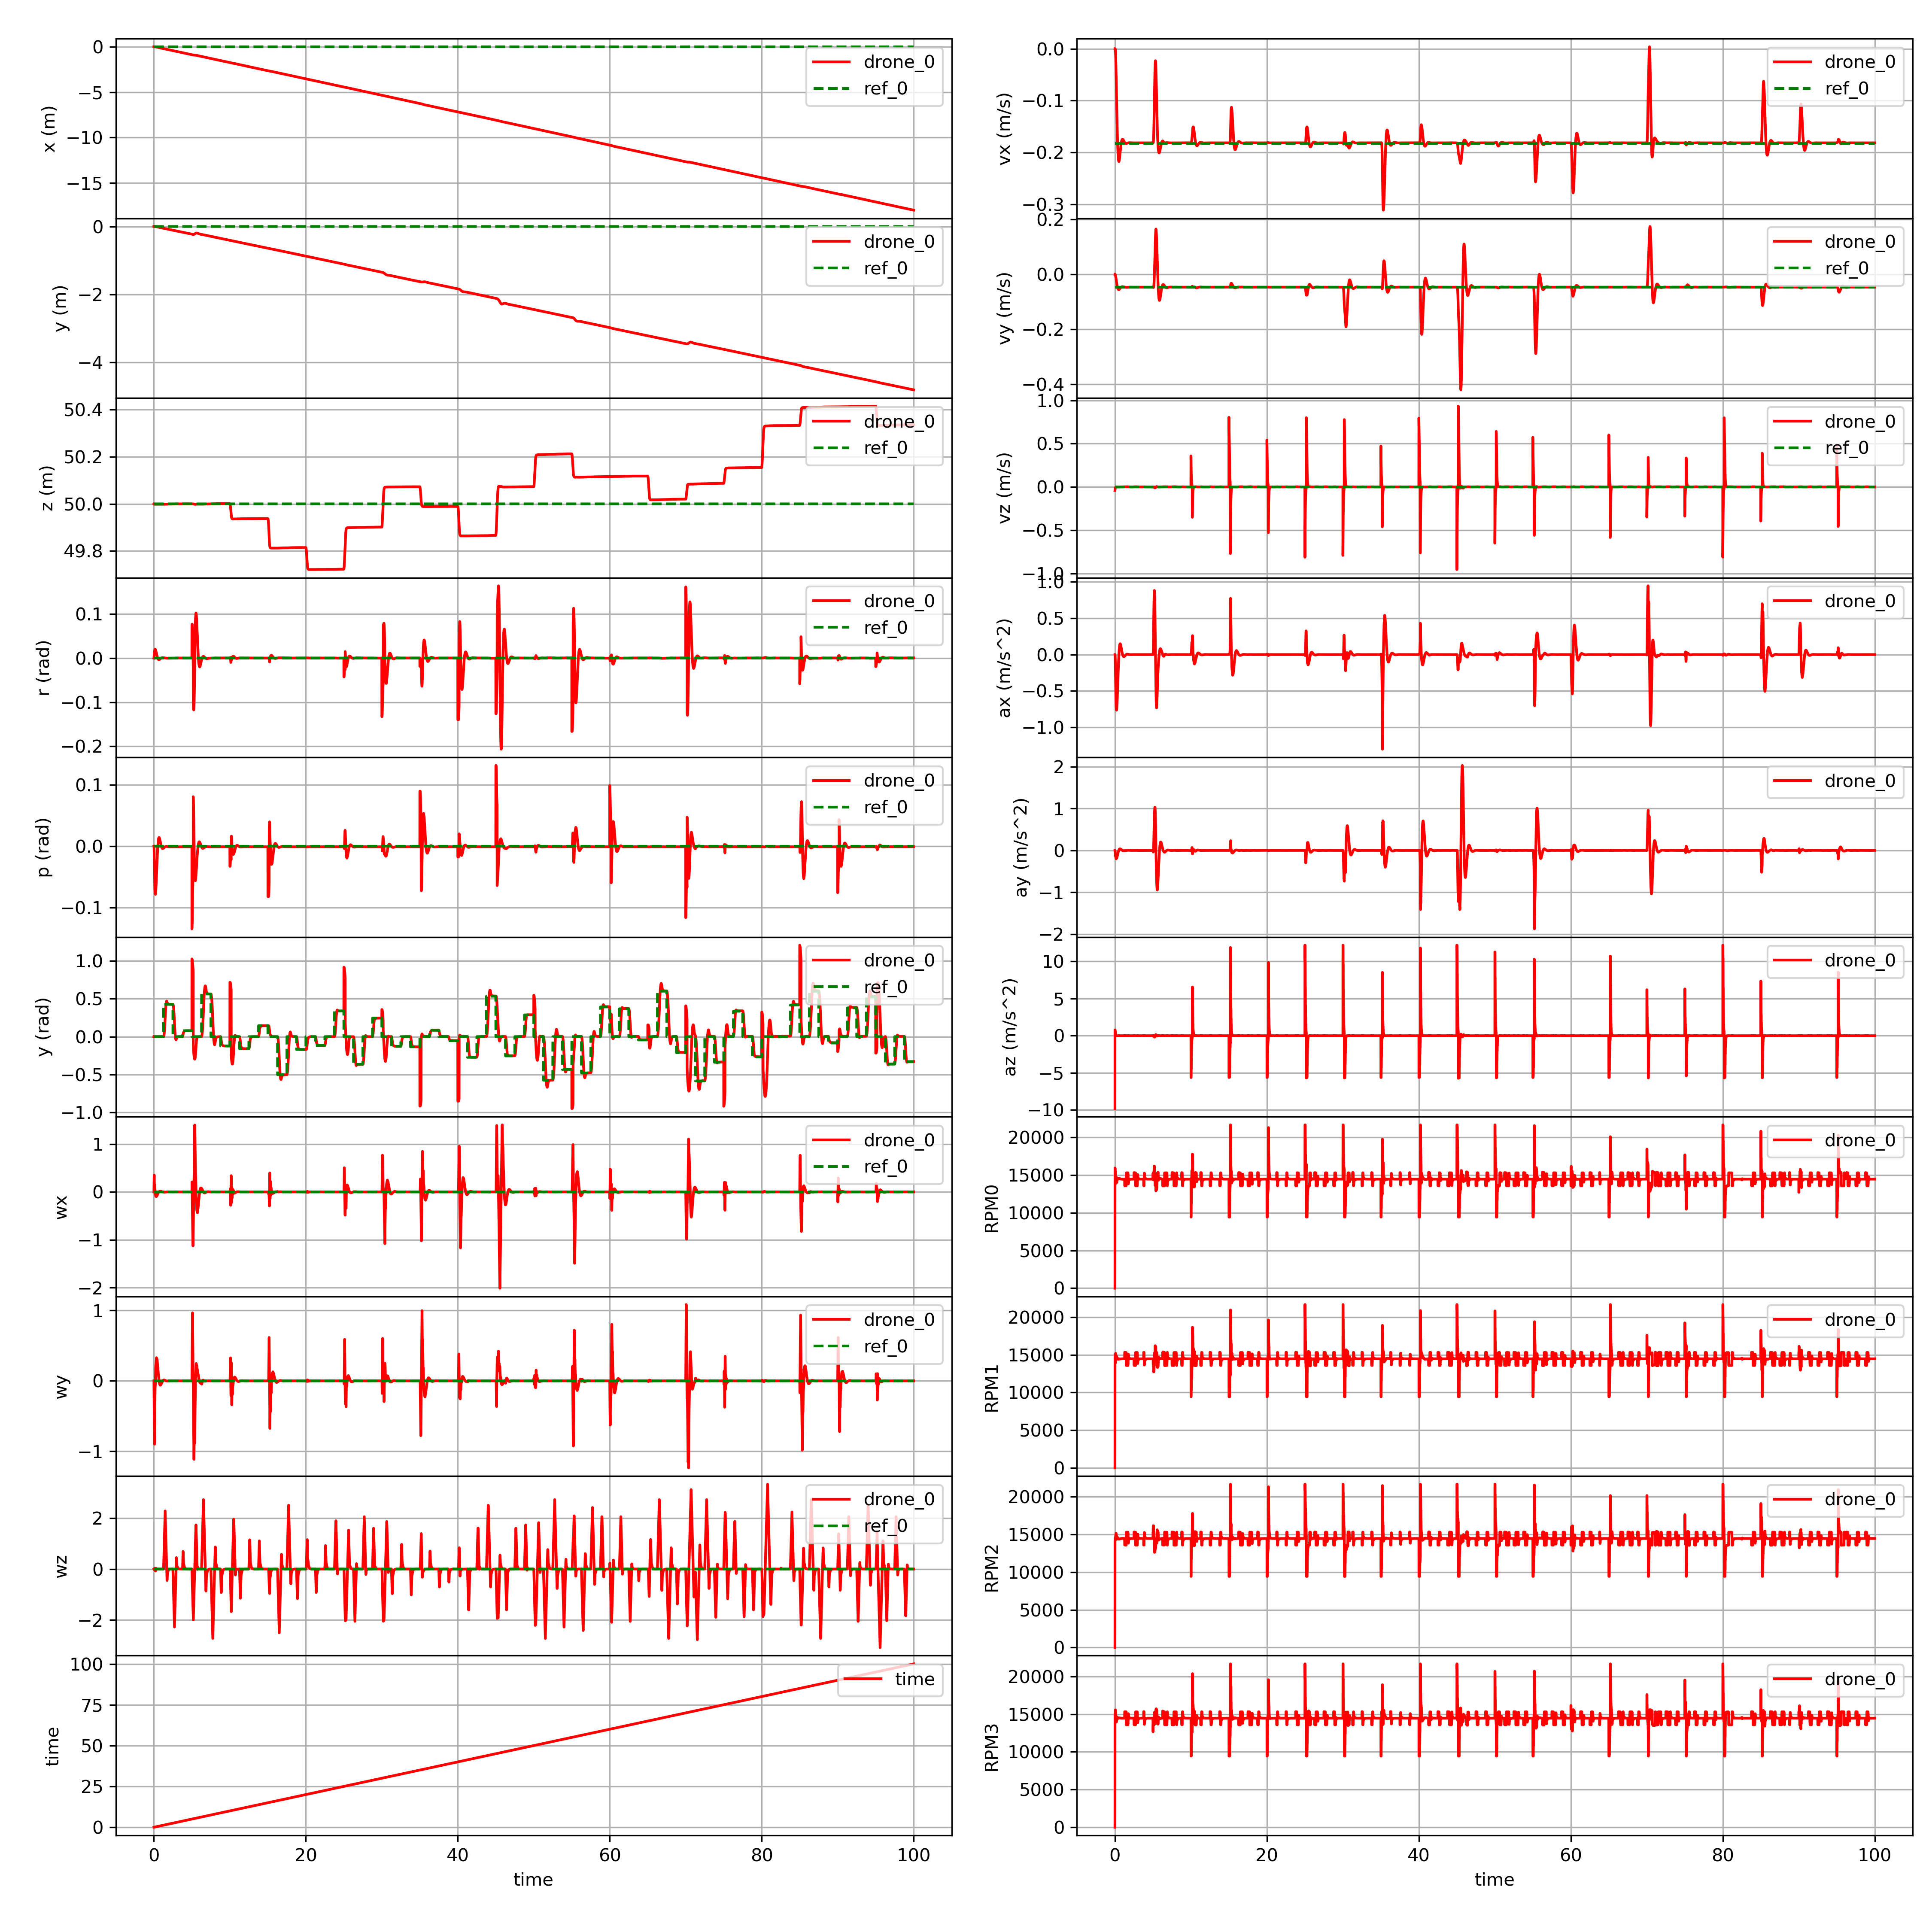 0
−5
−10
−15
x (m)
drone_0
ref_0
0
−2
−4
y (m)
drone_0
ref_0
50.4
50.2
50.0
49.8
z (m)
drone_0
ref_0
0.1
0.0
−0.1
−0.2
r (rad)
drone_0
ref_0
0.1
0.0
−0.1
p (rad)
drone_0
ref_0
1.0
0.5
0.0
−0.5
−1.0
y (rad)
drone_0
ref_0
1
0
−1
−2
wx
drone_0
ref_0
1
0
−1
wy
drone_0
ref_0
2
0
−2
wz
drone_0
ref_0
100
75
50
25
0
time
time
0 20 40 60 80 100
time
0.0
−0.1
−0.2
−0.3
vx (m/s)
drone_0
ref_0
0.2
0.0
−0.2
−0.4
vy (m/s)
drone_0
ref_0
1.0
0.5
0.0
−0.5
−1.0
vz (m/s)
drone_0
ref_0
1.0
0.5
0.0
−0.5
−1.0
ax (m/s^2)
drone_0
2
1
0
−1
−2
ay (m/s^2)
drone_0
10
5
0
−5
−10
az (m/s^2)
drone_0
20000
15000
10000
5000
0
RPM0
drone_0
20000
15000
10000
5000
0
RPM1
drone_0
20000
15000
10000
5000
0
RPM2
drone_0
20000
15000
10000
5000
0
RPM3
drone_0
0 20 40 60 80 100
time